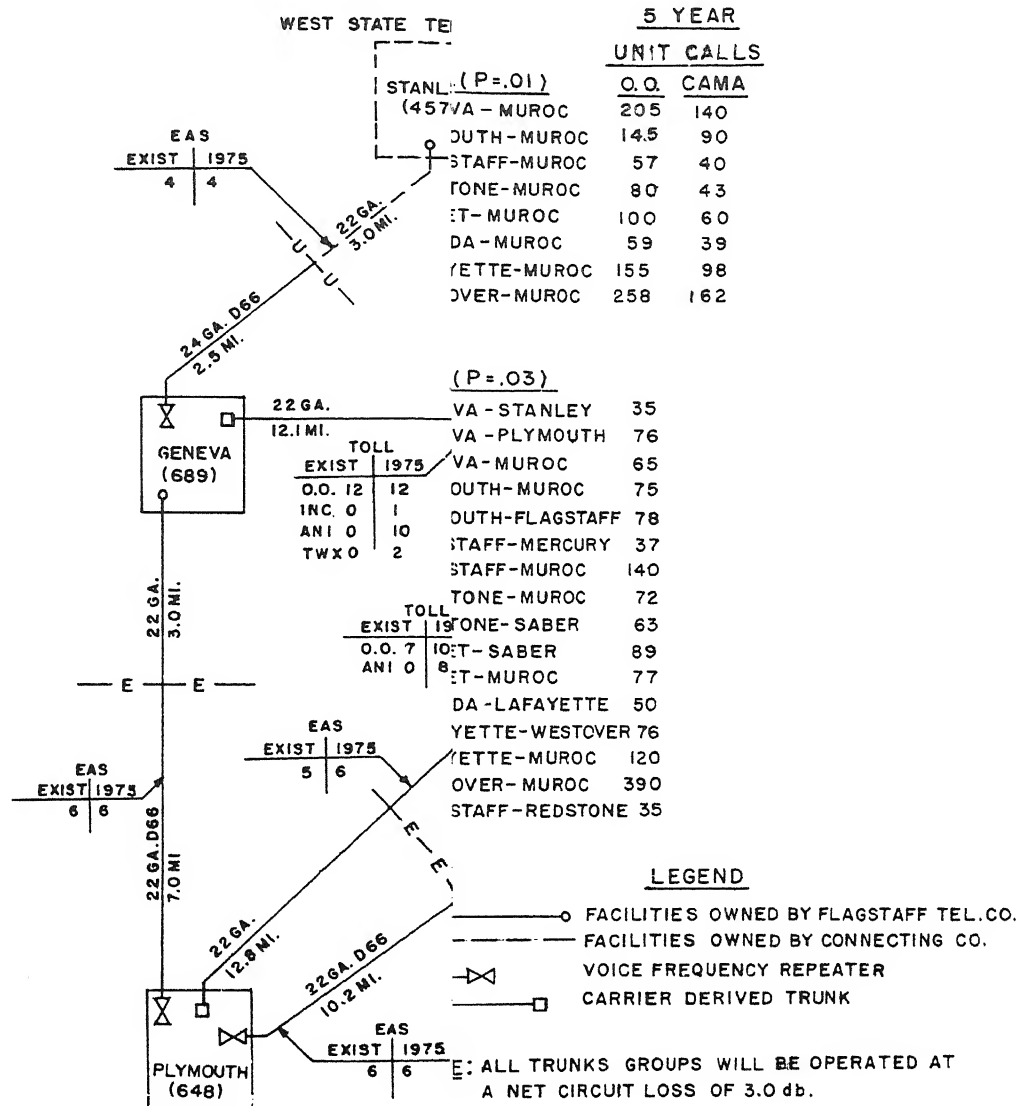 WEST STATE TE
5 YEAR
UNIT CALLS
(P=.01) O.O. CAMA
VA-MUROC 205 140
OUTH-MUROC 14.5 90
STAFF-MUROC 57 40
TONE-MUROC 80 43
ET-MUROC 100 60
DA-MUROC 59 39
YETTE-MUROC 155 98
OVER-MUROC 258 162
STANL
(457
EAS
EXIST 1975
4 4
22 GA.
3.0 MI.
U U
24 GA. D66
2.5 MI.
GENEVA
(689)
22 GA.
12.1 MI.
TOLL
EXIST 1975
O.O. 12 12
INC. 0 1
ANI 0 10
TWX 0 2
(P=.03)
VA-STANLEY 35
VA-PLYMOUTH 76
VA-MUROC 65
OUTH-MUROC 75
OUTH-FLAGSTAFF 78
STAFF-MERCURY 37
STAFF-MUROC 140
TONE-MUROC 72
TONE-SABER 63
ET-SABER 89
ET-MUROC 77
DA-LAFAYETTE 50
YETTE-WESTOVER 76
YETTE-MUROC 120
OVER-MUROC 390
STAFF-REDSTONE 35
TOLL
EXIST 19
O.O. 7 10
ANI 0 8
22 GA.
3.0 MI.
E E
EAS
EXIST 1975
6 6
22 GA. D66
7.0 MI
EAS
EXIST 1975
5 6
E E
22 GA.
12.8 MI.
22 GA. D66
10.2 MI.
PLYMOUTH
(648)
EAS
EXIST 1975
6 6
LEGEND
FACILITIES OWNED BY FLAGSTAFF TEL. CO.
FACILITIES OWNED BY CONNECTING CO.
VOICE FREQUENCY REPEATER
CARRIER DERIVED TRUNK
E: ALL TRUNKS GROUPS WILL BE OPERATED AT
A NET CIRCUIT LOSS OF 3.0 db.